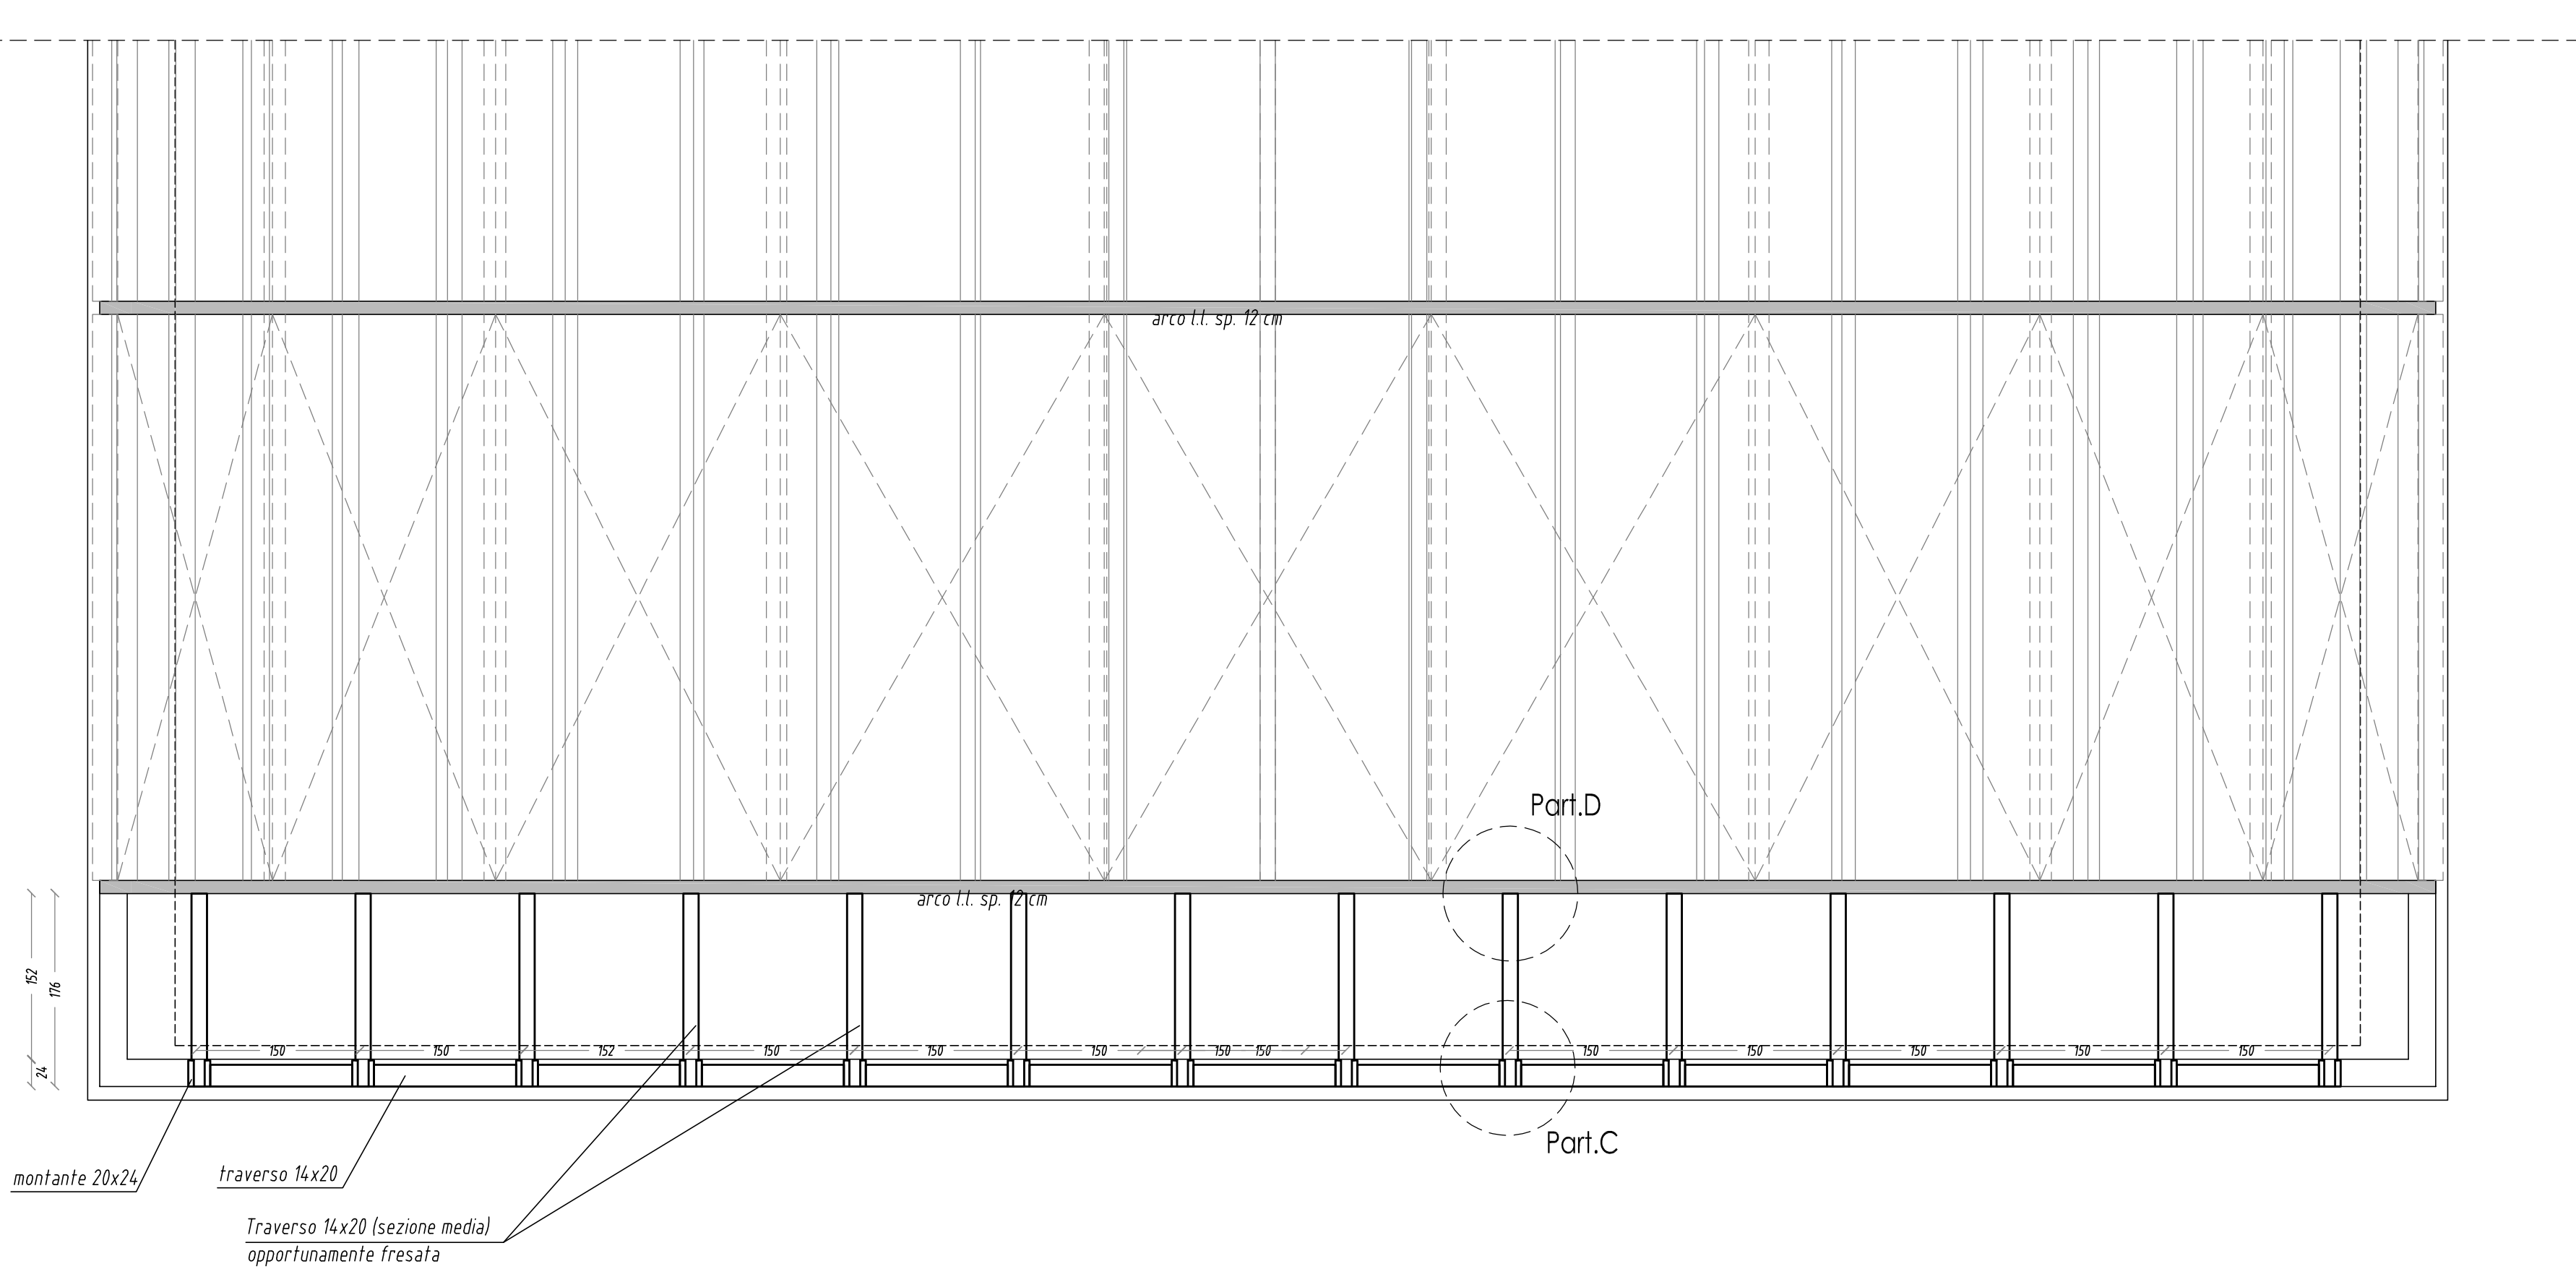 arco l.l. sp. 12 cm
Part.D
arco l.l. sp. 12 cm
152
176
24
150
150
152
150
150
150
150
150
150
150
150
150
150
Part.C
montante 20x24
traverso 14x20
Traverso 14x20 (sezione media)
opportunamente fresata